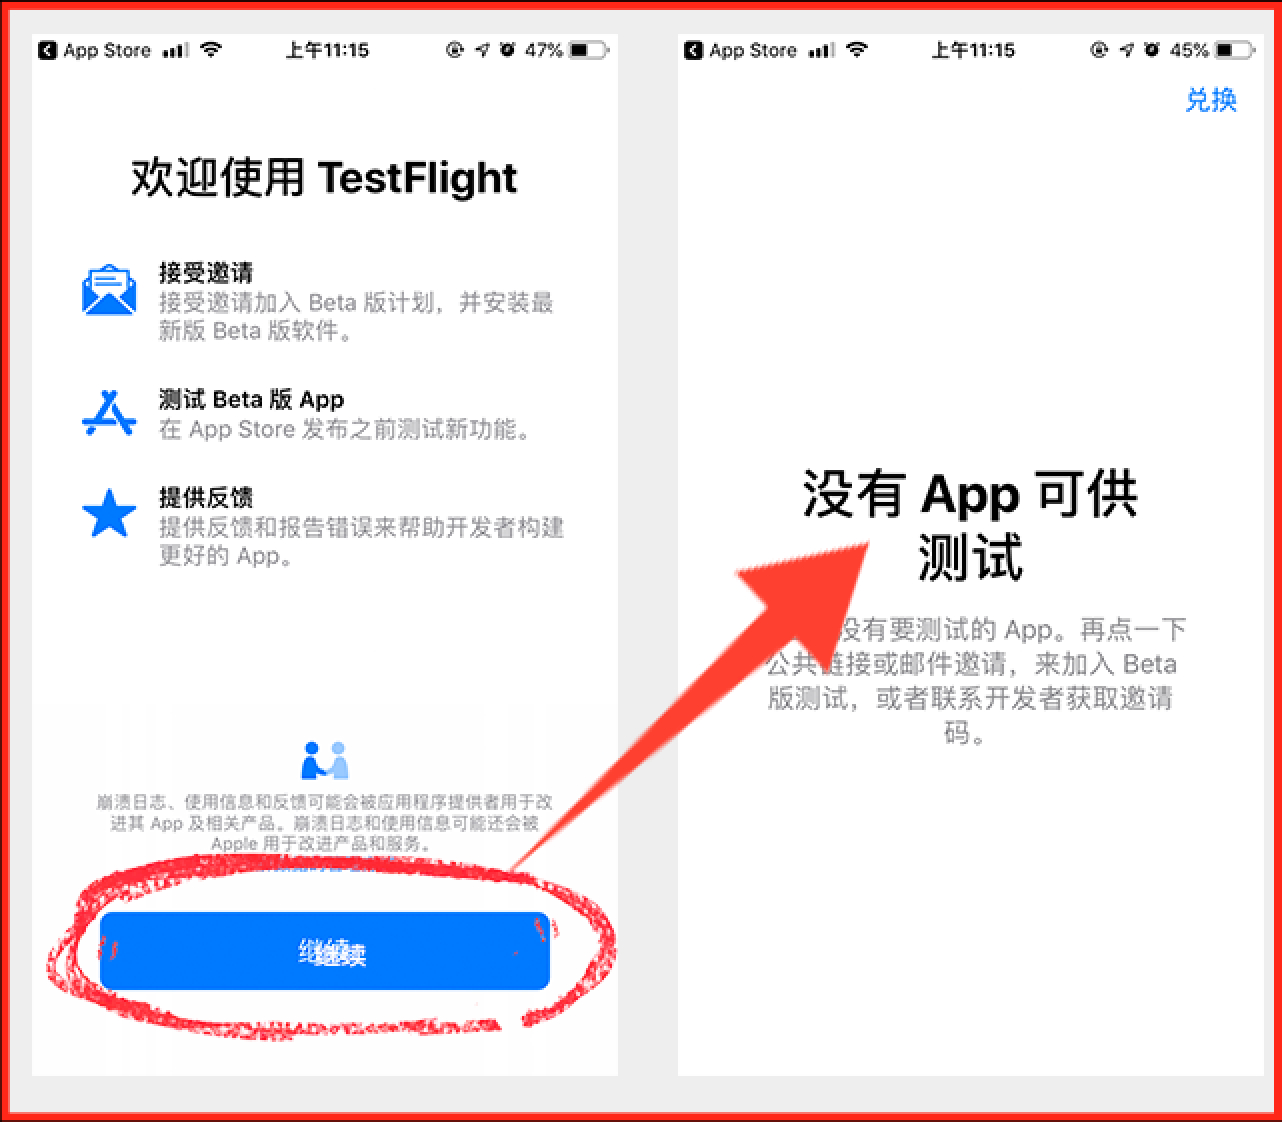 App Store
上午11:15
47%
欢迎使用 TestFlight
接受邀请
接受邀请加入 Beta 版计划，并安装最
新版 Beta 版软件。
测试 Beta 版 App
在 App Store 发布之前测试新功能。
提供反馈
提供反馈和报告错误来帮助开发者构建
更好的 App。
崩溃日志、使用信息和反馈可能会被应用程序提供者用于改
进其 App 及相关产品。崩溃日志和使用信息可能还会被
Apple 用于改进产品和服务。
继续
App Store
上午11:15
45%
兑换
没有 App 可供
测试
没有要测试的 App。再点一下
公共链接或邮件邀请，来加入 Beta
版测试，或者联系开发者获取邀请
码。